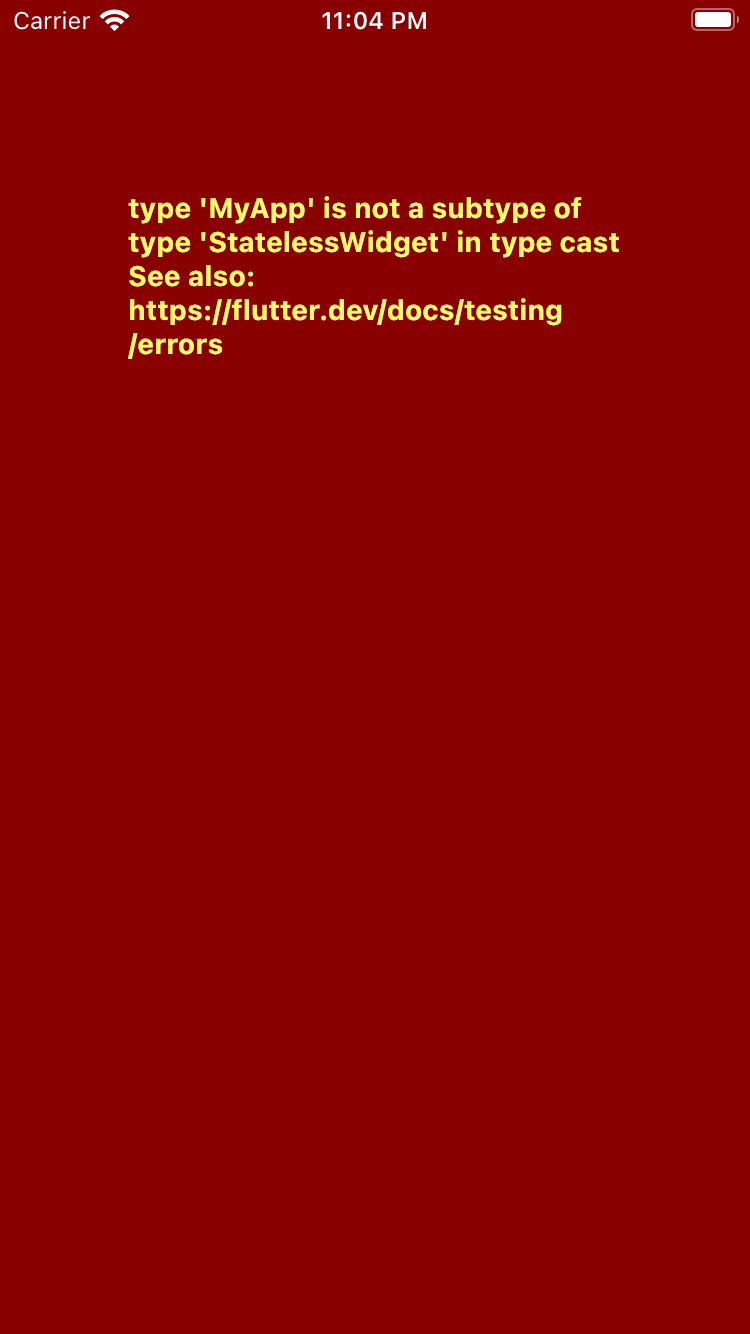 Carrier 11:04 PM
type 'MyApp' is not a subtype of
type 'StatelessWidget' in type cast
See also:
https://flutter.dev/docs/testing
/errors